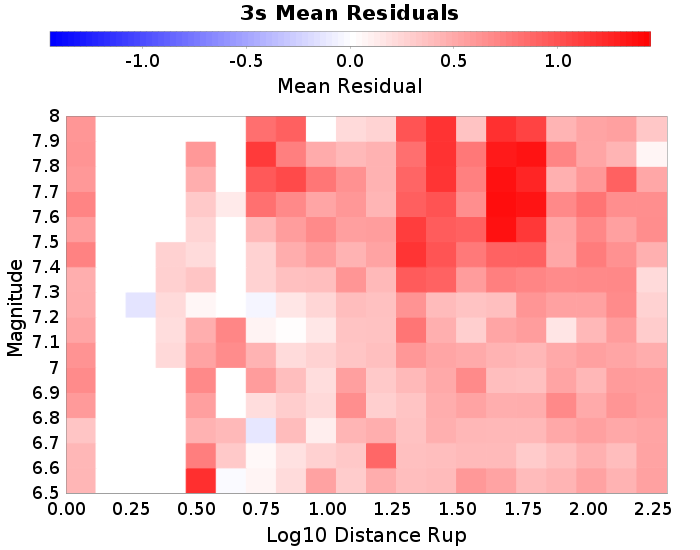 3s Mean Residuals
-1.0 -0.5 0.0 0.5 1.0
Mean Residual
8
7.9
7.8
7.7
7.6
7.5
7.4
7.3
7.2
7.1
7
6.9
6.8
6.7
6.6
6.5
Magnitude
0.00 0.25 0.50 0.75 1.00 1.25 1.50 1.75 2.00 2.25
Log10 Distance Rup